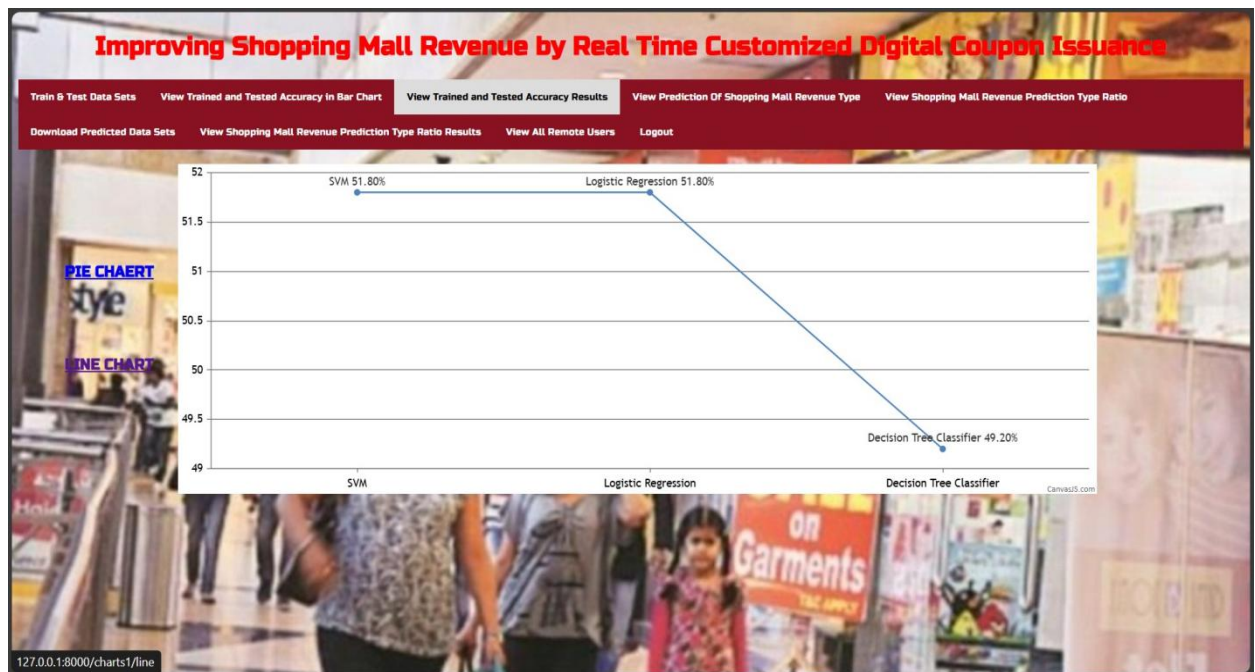 Improving Shopping Mall Revenue by Real Time Customized Digital Coupon Issuance
Train & Test Data Sets View Trained and Tested Accuracy in Bar Chart View Trained and Tested Accuracy Results View Prediction Of Shopping Mall Revenue Type View Shopping Mall Revenue Prediction Type Ratio
Download Predicted Data Sets View Shopping Mall Revenue Prediction Type Ratio Results View All Remote Users Logout
PIE CHAERT
style
LINE CHART
52
SVM 51.80% Logistic Regression 51.80%
51.5
51
50.5
50
49.5
Decision Tree Classifier 49.20%
49
SVM Logistic Regression Decision Tree Classifier
CanvasJS.com
on
Garments
T&C APPLY
127.0.0.1:8000/charts1/line